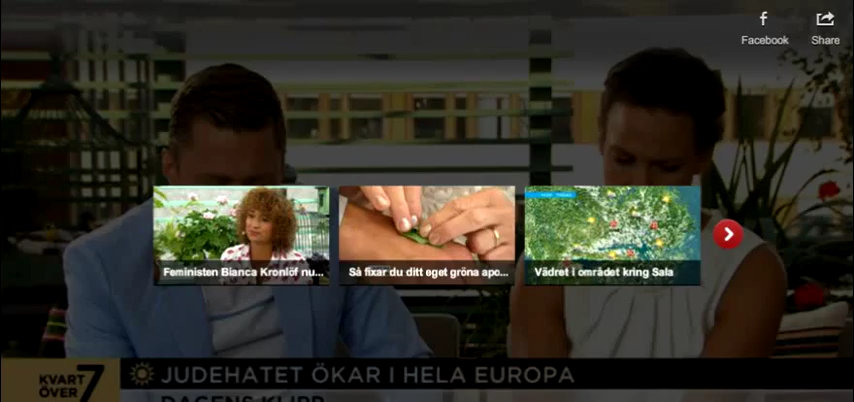 Facebook
Share
Feministen Bianca Kronlöf nu...
Så fixar du ditt eget gröna apo...
Vädret i området kring Sala
KVART
ÖVER
7
JUDEHATET ÖKAR I HELA EUROPA
DAGENS KLIPP